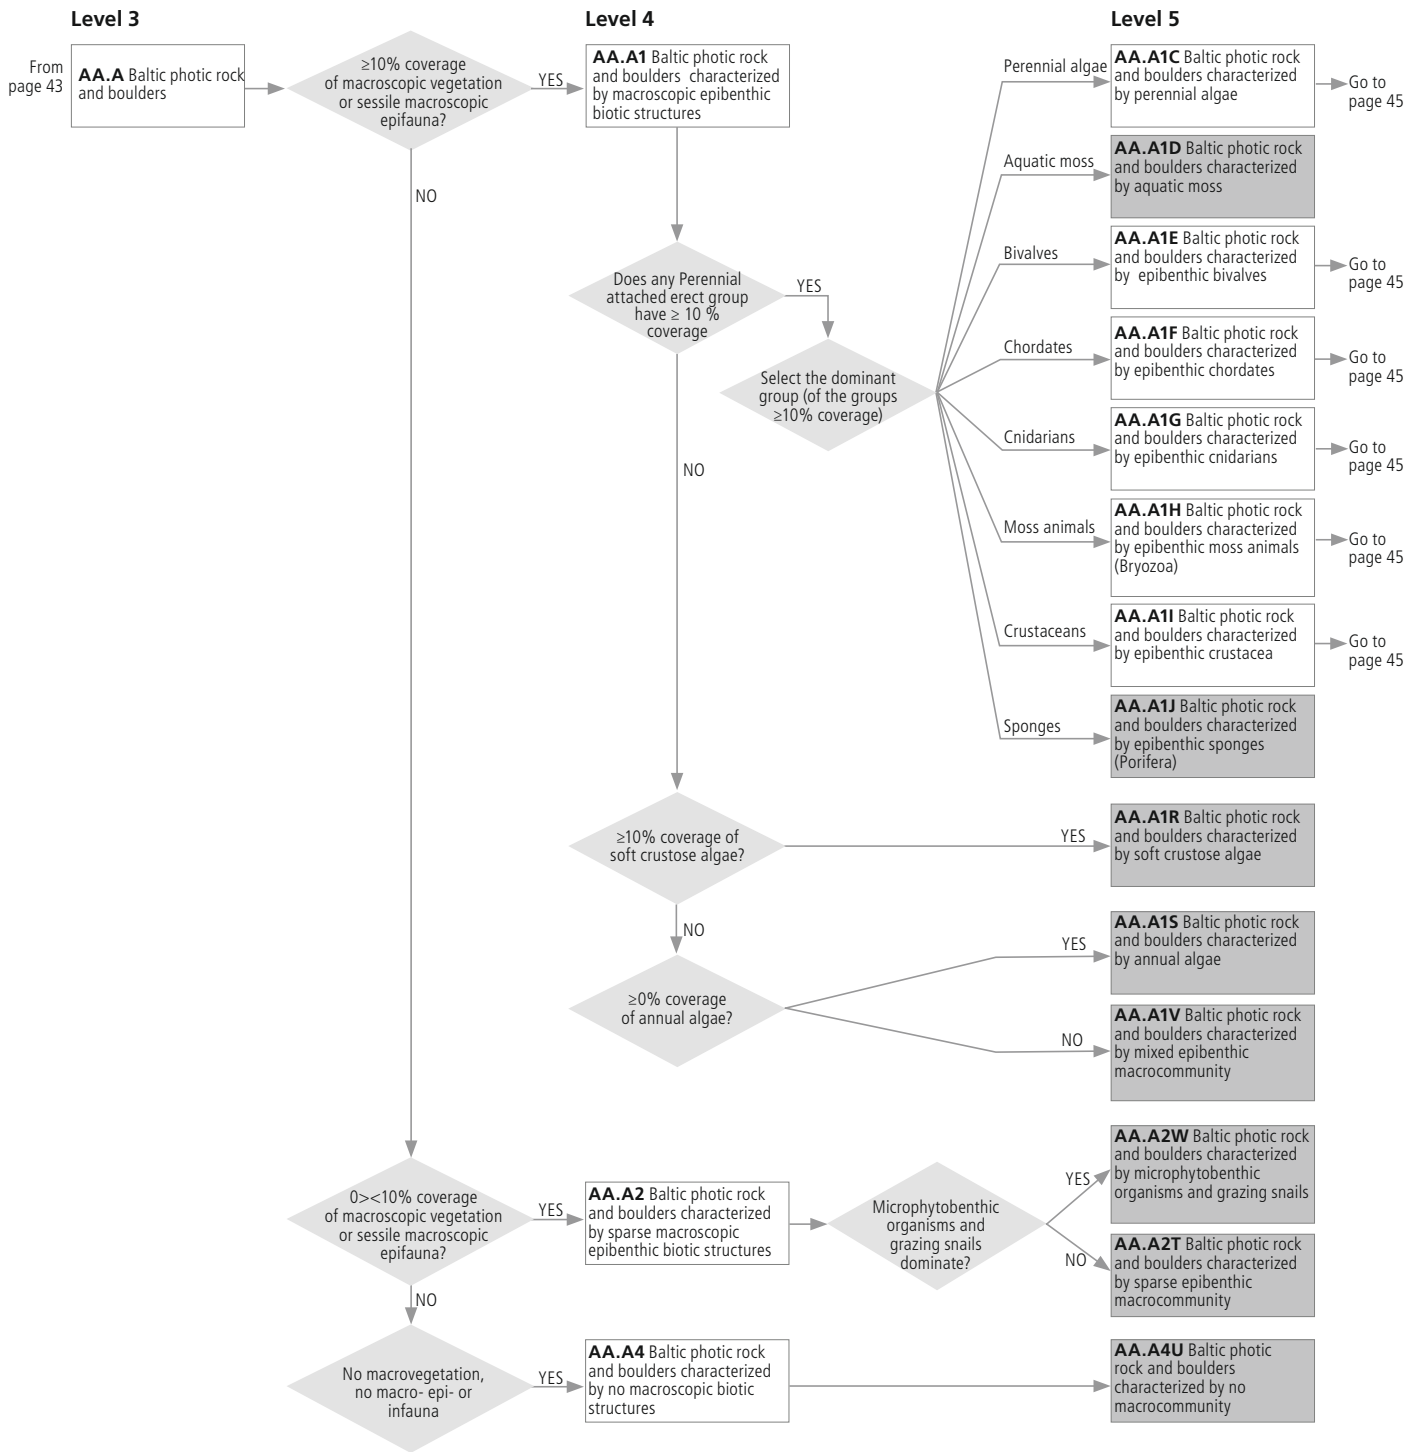 Level 3
Level 4
Level 5
From
page 43
AA.A Baltic photic rock
and boulders
≥10% coverage
of macroscopic vegetation
or sessile macroscopic
epifauna?
YES
NO
AA.A1 Baltic photic rock
and boulders characterized
by macroscopic epibenthic
biotic structures
Does any Perennial
attached erect group
have ≥ 10 %
coverage
YES
NO
Select the dominant
group (of the groups
≥10% coverage)
Perennial algae
AA.A1C Baltic photic rock
and boulders characterized
by perennial algae
Go to
page 45
Aquatic moss
AA.A1D Baltic photic rock
and boulders characterized
by aquatic moss
Bivalves
AA.A1E Baltic photic rock
and boulders characterized
by epibenthic bivalves
Go to
page 45
Chordates
AA.A1F Baltic photic rock
and boulders characterized
by epibenthic chordates
Go to
page 45
Cnidarians
AA.A1G Baltic photic rock
and boulders characterized
by epibenthic cnidarians
Go to
page 45
Moss animals
AA.A1H Baltic photic rock
and boulders characterized
by epibenthic moss animals
(Bryozoa)
Go to
page 45
Crustaceans
AA.A1I Baltic photic rock
and boulders characterized
by epibenthic crustacea
Go to
page 45
Sponges
AA.A1J Baltic photic rock
and boulders characterized
by epibenthic sponges
(Porifera)
≥10% coverage of
soft crustose algae?
YES
AA.A1R Baltic photic rock
and boulders characterized
by soft crustose algae
NO
≥0% coverage
of annual algae?
YES
AA.A1S Baltic photic rock
and boulders characterized
by annual algae
NO
AA.A1V Baltic photic rock
and boulders characterized
by mixed epibenthic
macrocommunity
0><10% coverage
of macroscopic vegetation
or sessile macroscopic
epifauna?
YES
AA.A2 Baltic photic rock
and boulders characterized
by sparse macroscopic
epibenthic biotic structures
Microphytobenthic
organisms and
grazing snails
dominate?
YES
AA.A2W Baltic photic rock
and boulders characterized
by microphytobenthic
organisms and grazing snails
NO
AA.A2T Baltic photic rock
and boulders characterized
by sparse epibenthic
macrocommunity
NO
No macrovegetation,
no macro- epi- or
infauna
YES
AA.A4 Baltic photic rock
and boulders characterized
by no macroscopic biotic
structures
AA.A4U Baltic photic
rock and boulders
characterized by no
macrocommunity